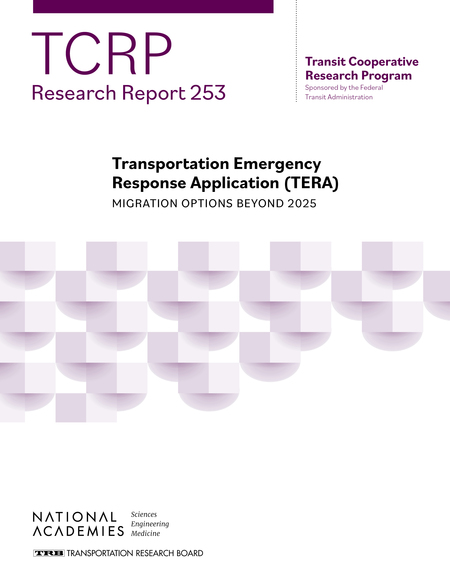 TCRP
Research Report 253
Transit Cooperative
Research Program
Sponsored by the Federal
Transit Administration
Transportation Emergency
Response Application (TERA)
MIGRATION OPTIONS BEYOND 2025
NATIONAL
ACADEMIES
Sciences
Engineering
Medicine
TRB TRANSPORTATION RESEARCH BOARD